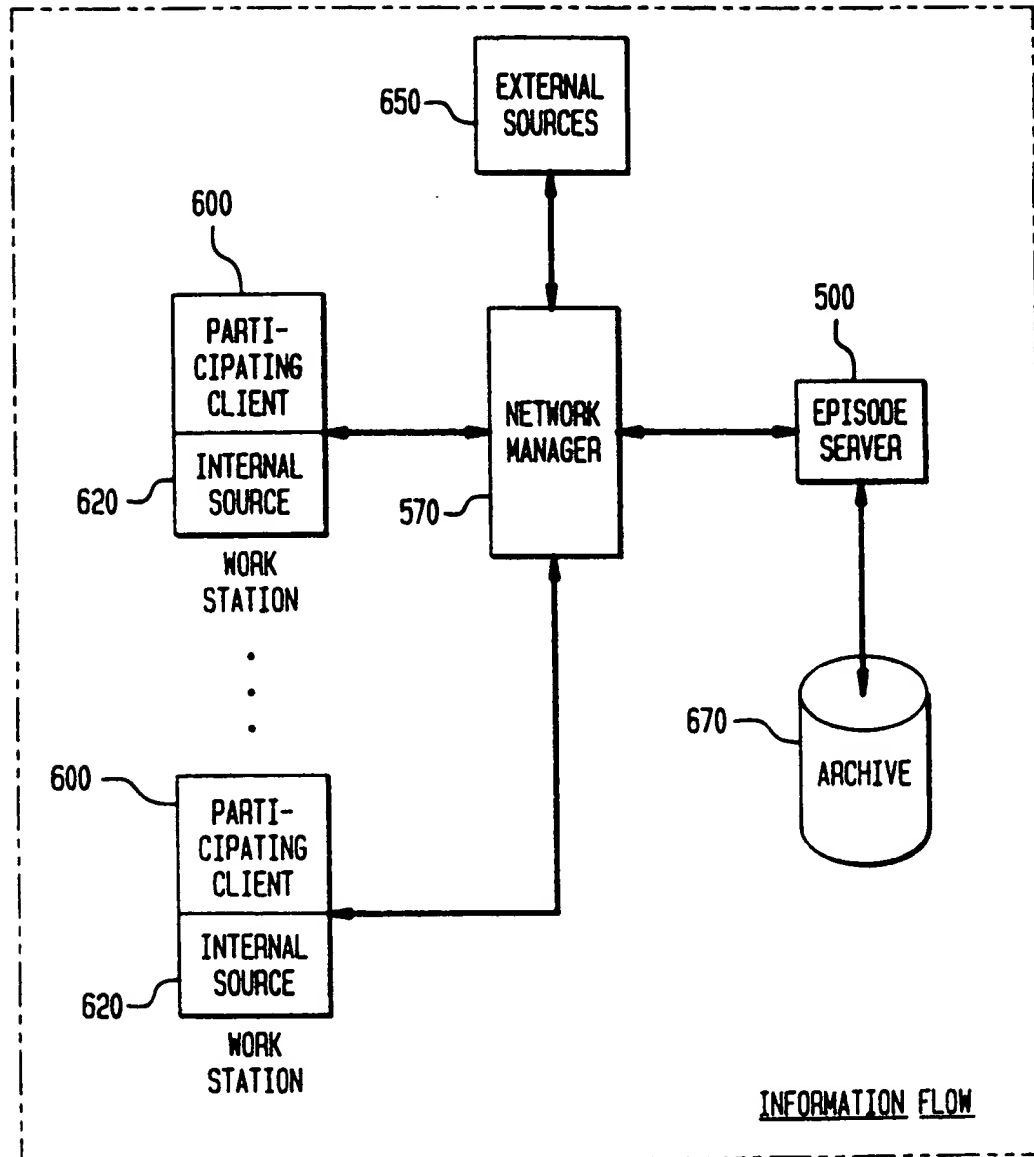 EXTERNAL
SOURCES
650
600
PARTI-
CIPATING
CLIENT
INTERNAL
SOURCE
620
WORK
STATION
NETWORK
MANAGER
570
500
EPISODE
SERVER
670
ARCHIVE
600
PARTI-
CIPATING
CLIENT
INTERNAL
SOURCE
620
WORK
STATION
INFORMATION FLOW